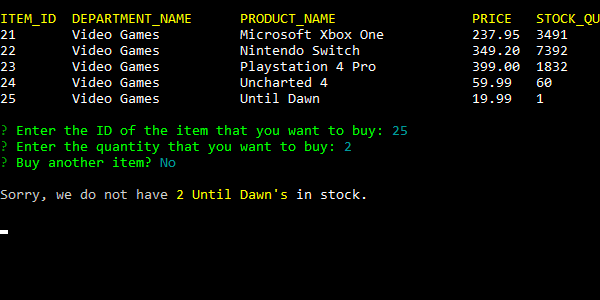 ITEM_ID DEPARTMENT_NAME PRODUCT_NAME PRICE STOCK_QU
21 Video Games Microsoft Xbox One 237.95 3491
22 Video Games Nintendo Switch 349.20 7392
23 Video Games Playstation 4 Pro 399.00 1832
24 Video Games Uncharted 4 59.99 60
25 Video Games Until Dawn 19.99 1
? Enter the ID of the item that you want to buy: 25
? Enter the quantity that you want to buy: 2
? Buy another item? No
Sorry, we do not have 2 Until Dawn's in stock.